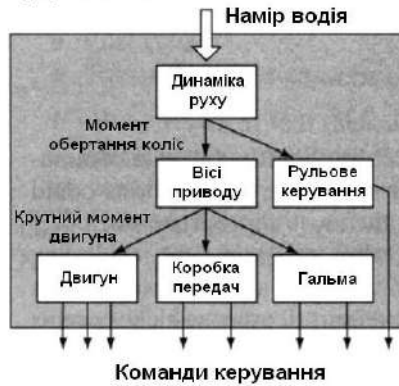 Намір водія
Динаміка
руху
Момент
обертання коліс
Вісі
приводу
Рульове
керування
Крутний момент
двигуна
Двигун
Коробка
передач
Гальма
Команди керування